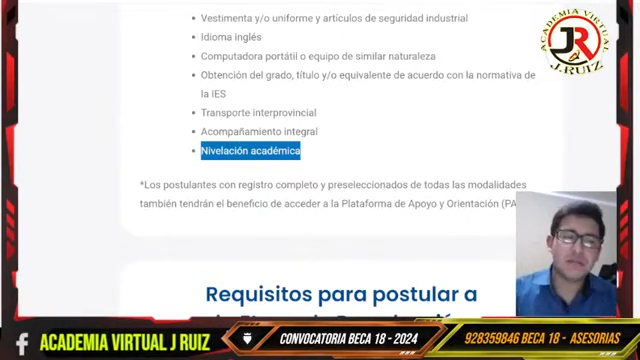 Vestimenta y/o uniforme y artículos de seguridad industrial
Idioma inglés
Computadora portátil o equipo de similar naturaleza
Obtención del grado, título y/o equivalente de acuerdo con la normativa de
la IES
Transporte interprovincial
Acompañamiento integral
Nivelación académica
*Los postulantes con registro completo y preseleccionados de todas las modalidades
también tendrán el beneficio de acceder a la Plataforma de Apoyo y Orientación
Requisitos para postular a
ACADEMIA VIRTUAL
JR
J.RUIZ
ACADEMIA VIRTUAL J RUIZ
CONVOCATORIA BECA 18 - 2024
928359846 BECA 18 - ASESORIAS